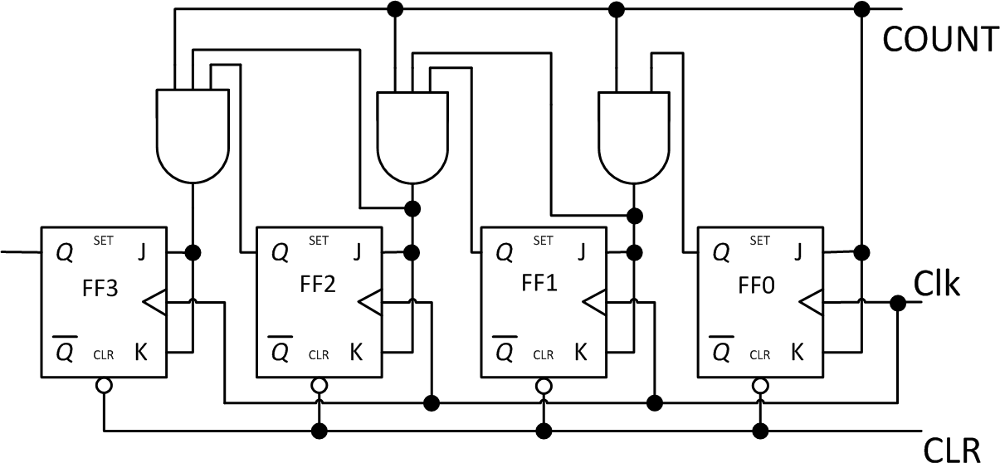 COUNT
Q SET J
FF3
Q CLR K
Q SET J
FF2
Q CLR K
Q SET J
FF1
Q CLR K
Q SET J
FF0
Q CLR K
Clk
CLR